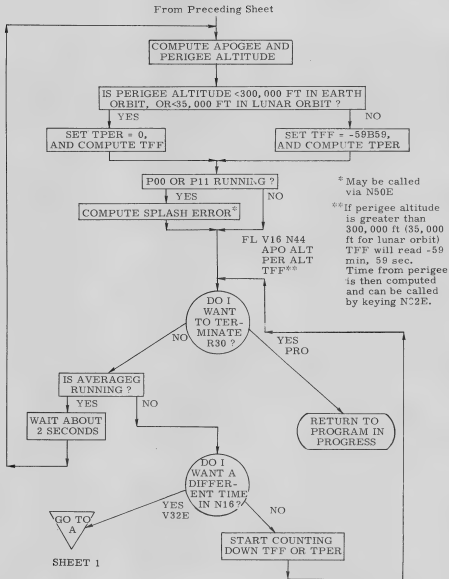 From Preceding Sheet
COMPUTE APOGEE AND
PERIGEE ALTITUDE
IS PERIGEE ALTITUDE <300,000 FT IN EARTH
ORBIT, OR<35,000 FT IN LUNAR ORBIT ?
YES
NO
SET TPER = 0,
AND COMPUTE TFF
SET TFF = -59B59,
AND COMPUTE TPER
P00 OR P11 RUNNING ?
YES
NO
COMPUTE SPLASH ERROR*
* May be called
via N50E
** If perigee altitude
is greater than
300,000 ft (35,000
ft for lunar orbit)
TFF will read -59
min, 59 sec.
Time from perigee
is then computed
and can be called
by keying
FL V16 N44
APO ALT
PER ALT
TFF**
DO I
WANT
TO TER-
MINATE
R30 ?
NO
YES
PRO
IS AVERAGEG
RUNNING ?
YES
NO
WAIT ABOUT
2 SECONDS
RETURN TO
PROGRAM IN
PROGRESS
DO I
WANT A
DIFFER-
ENT TIME
IN N16?
YES
V32E
NO
GO TO
A
SHEET 1
START COUNTING
DOWN TFF OR TPER